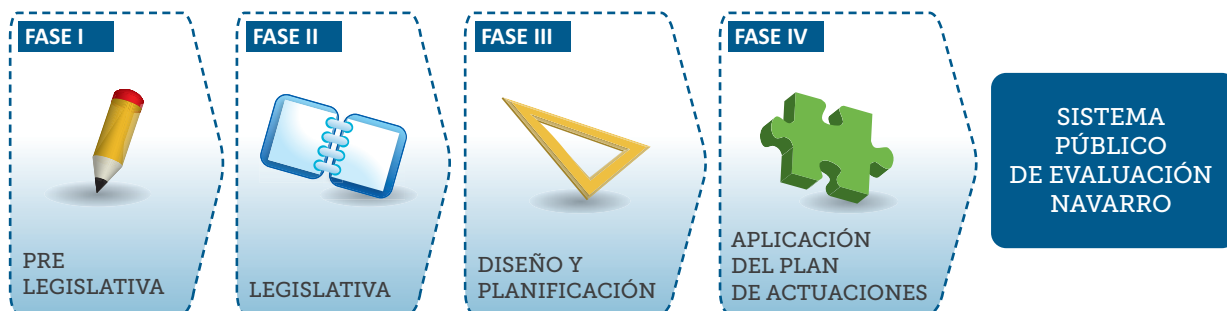 FASE I
PRE
LEGISLATIVA
FASE II
LEGISLATIVA
FASE III
DISEÑO Y
PLANIFICACIÓN
FASE IV
APLICACIÓN
DEL PLAN
DE ACTUACIONES
SISTEMA
PÚBLICO
DE EVALUACIÓN
NAVARRO